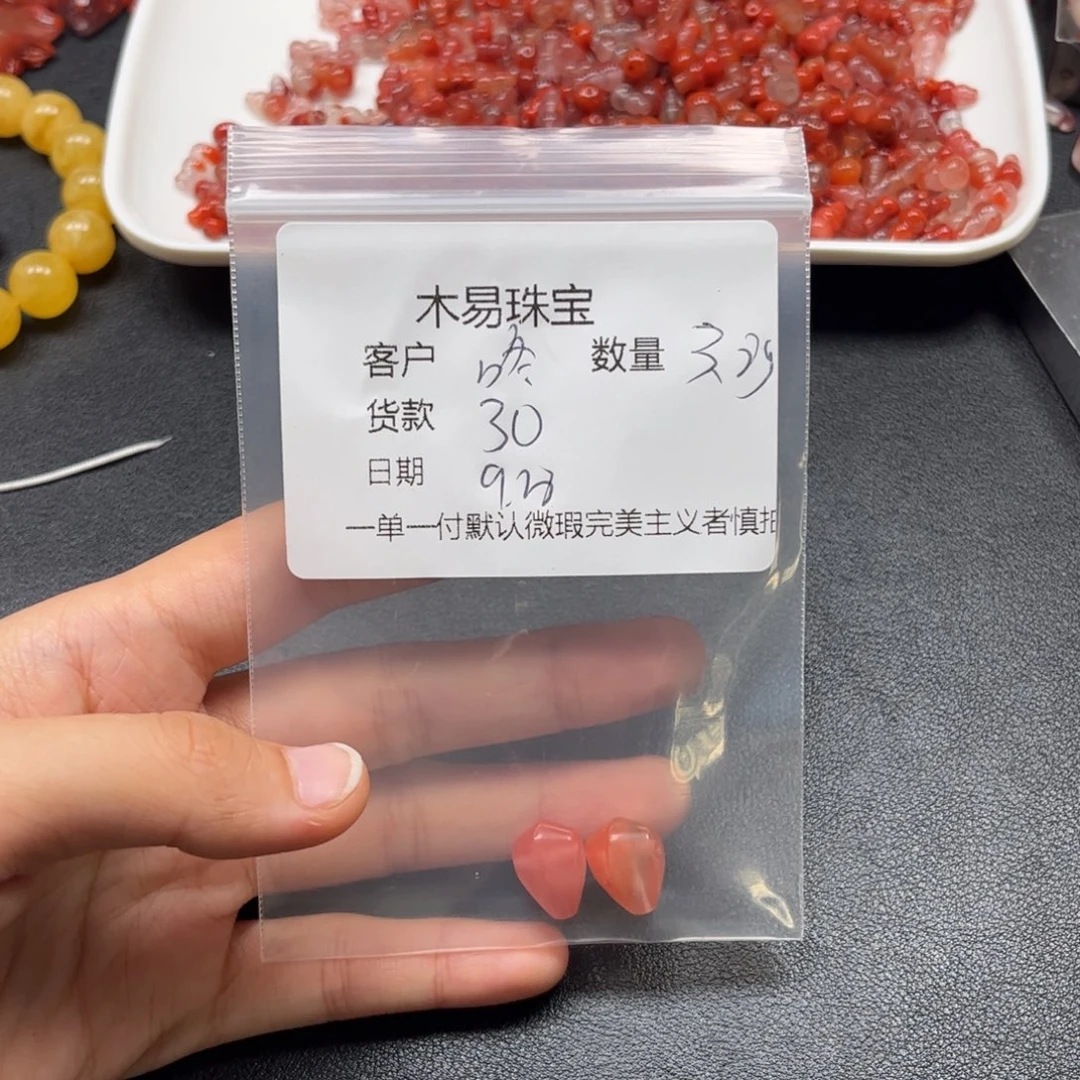 木易珠宝
客户 数量
货款 30
日期 9.23
一单一付默认微瑕完美主义者慎拍